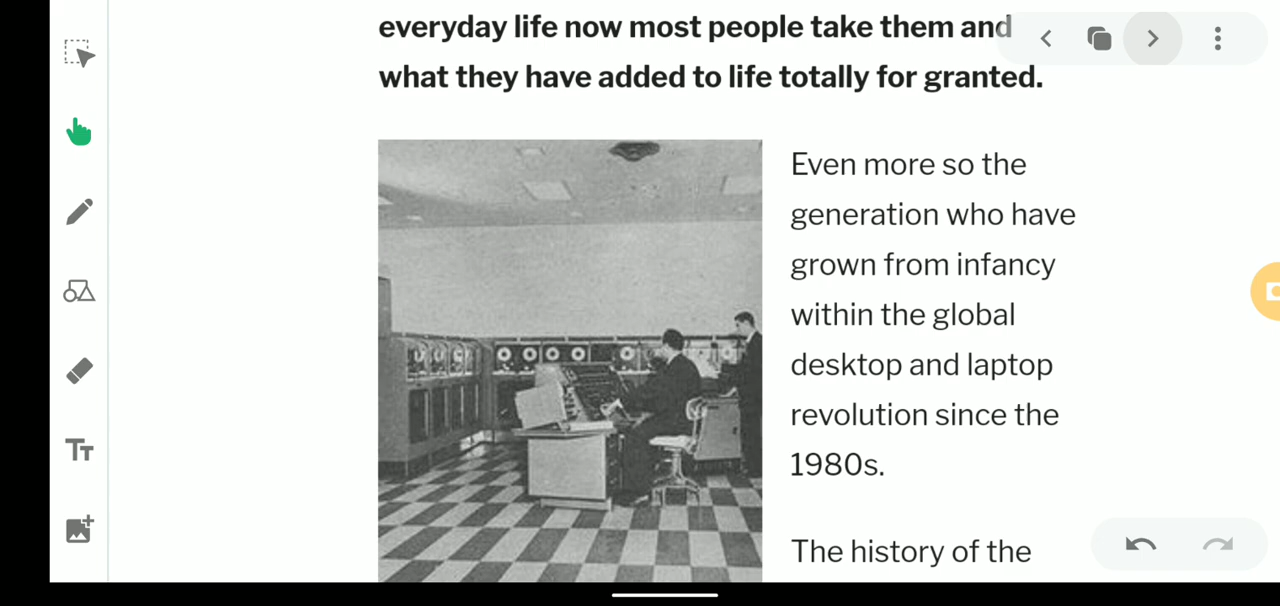 everyday life now most people take them and
what they have added to life totally for granted.
Even more so the
generation who have
grown from infancy
within the global
desktop and laptop
revolution since the
1980s.
The history of the
Tт